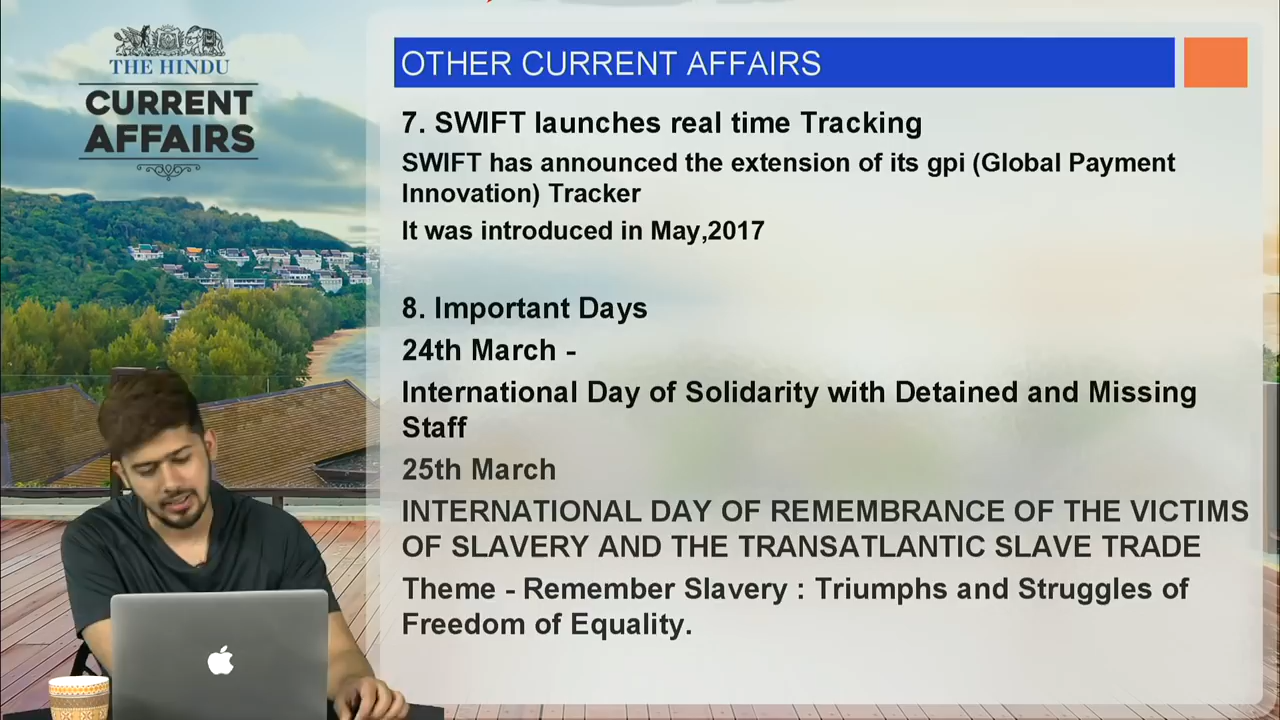 THE HINDU
CURRENT
AFFAIRS
OTHER CURRENT AFFAIRS
7. SWIFT launches real time Tracking
SWIFT has announced the extension of its gpi (Global Payment
Innovation) Tracker
It was introduced in May,2017
8. Important Days
24th March -
International Day of Solidarity with Detained and Missing
Staff
25th March
INTERNATIONAL DAY OF REMEMBRANCE OF THE VICTIMS
OF SLAVERY AND THE TRANSATLANTIC SLAVE TRADE
Theme - Remember Slavery : Triumphs and Struggles of
Freedom of Equality.